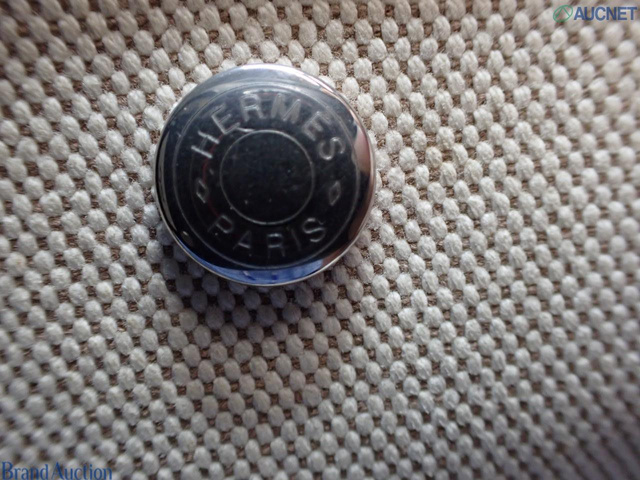 AUCNET
HERMES
PARIS
Brand Auction